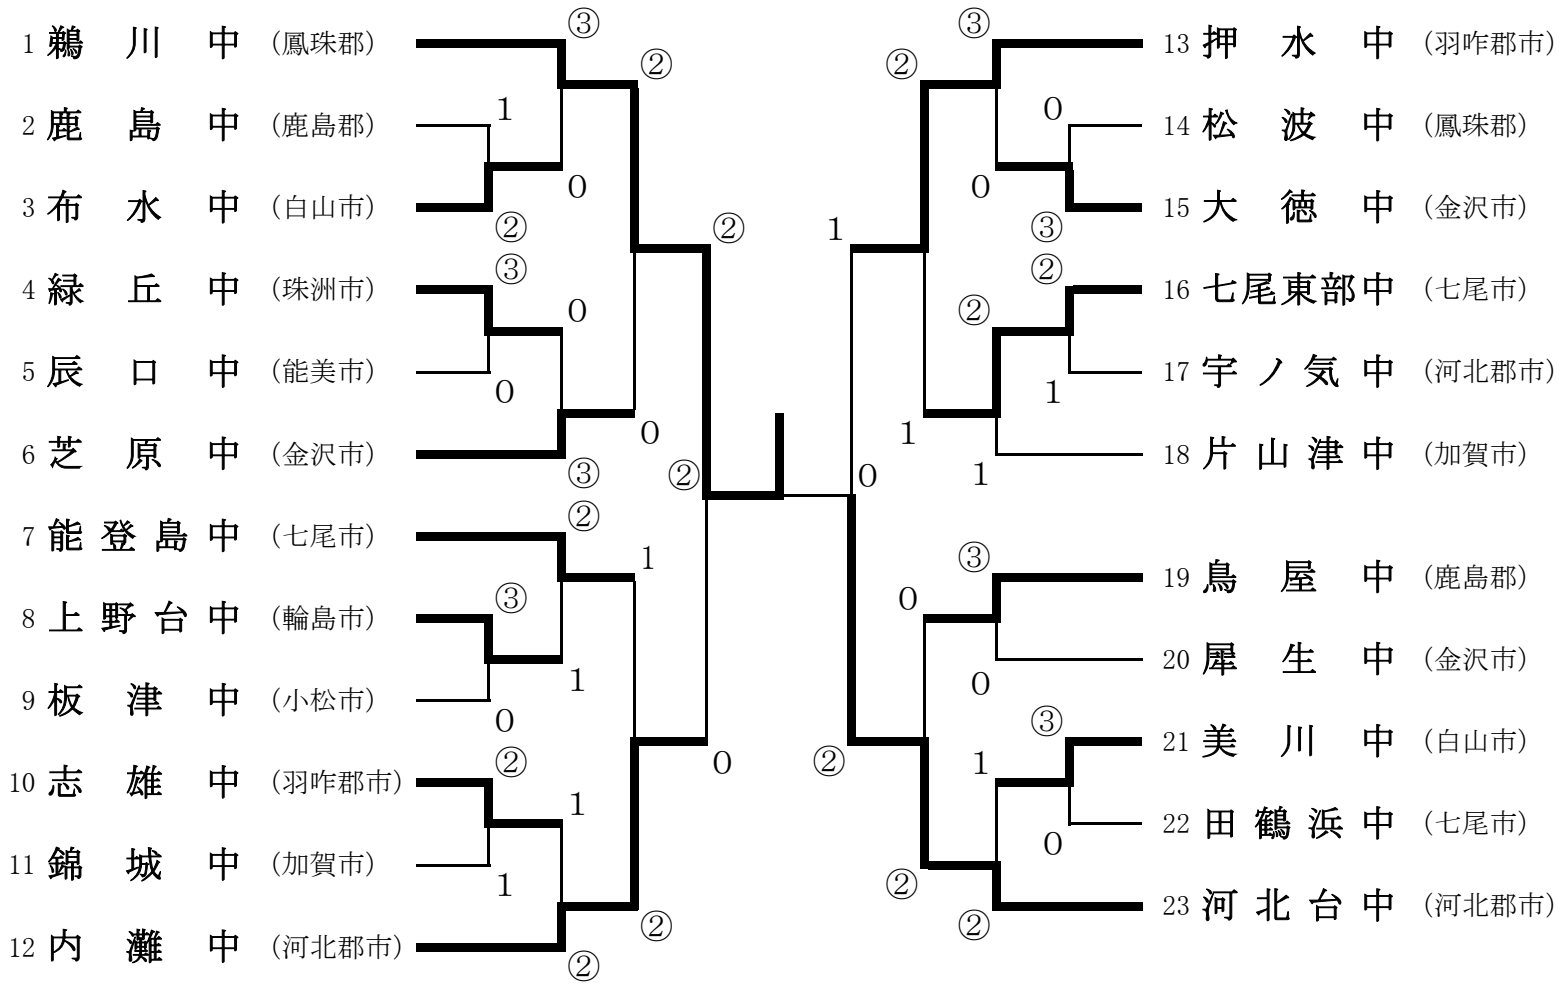 ③
1 鵜川中 (鳳珠郡)
②
1
2 鹿島中 (鹿島郡)
0
3 布水中 (白山市)
②
②
③
4 緑丘中 (珠洲市)
0
5 辰口中 (能美市)
0
0
6 芝原中 (金沢市)
③
②
②
7 能登島中 (七尾市)
1
③
8 上野台中 (輪島市)
1
9 板津中 (小松市)
0
②
0
10 志雄中 (羽咋郡市)
1
11 錦城中 (加賀市)
1
②
12 内灘中 (河北郡市)
②
③
13 押水中 (羽咋郡市)
②
0
14 松波中 (鳳珠郡)
0
15 大徳中 (金沢市)
③
1
②
16 七尾東部中 (七尾市)
②
17 宇ノ気中 (河北郡市)
1
1
18 片山津中 (加賀市)
1
0
③
19 鳥屋中 (鹿島郡)
0
20 犀生中 (金沢市)
0
③
21 美川中 (白山市)
1
②
22 田鶴浜中 (七尾市)
0
②
23 河北台中 (河北郡市)
②